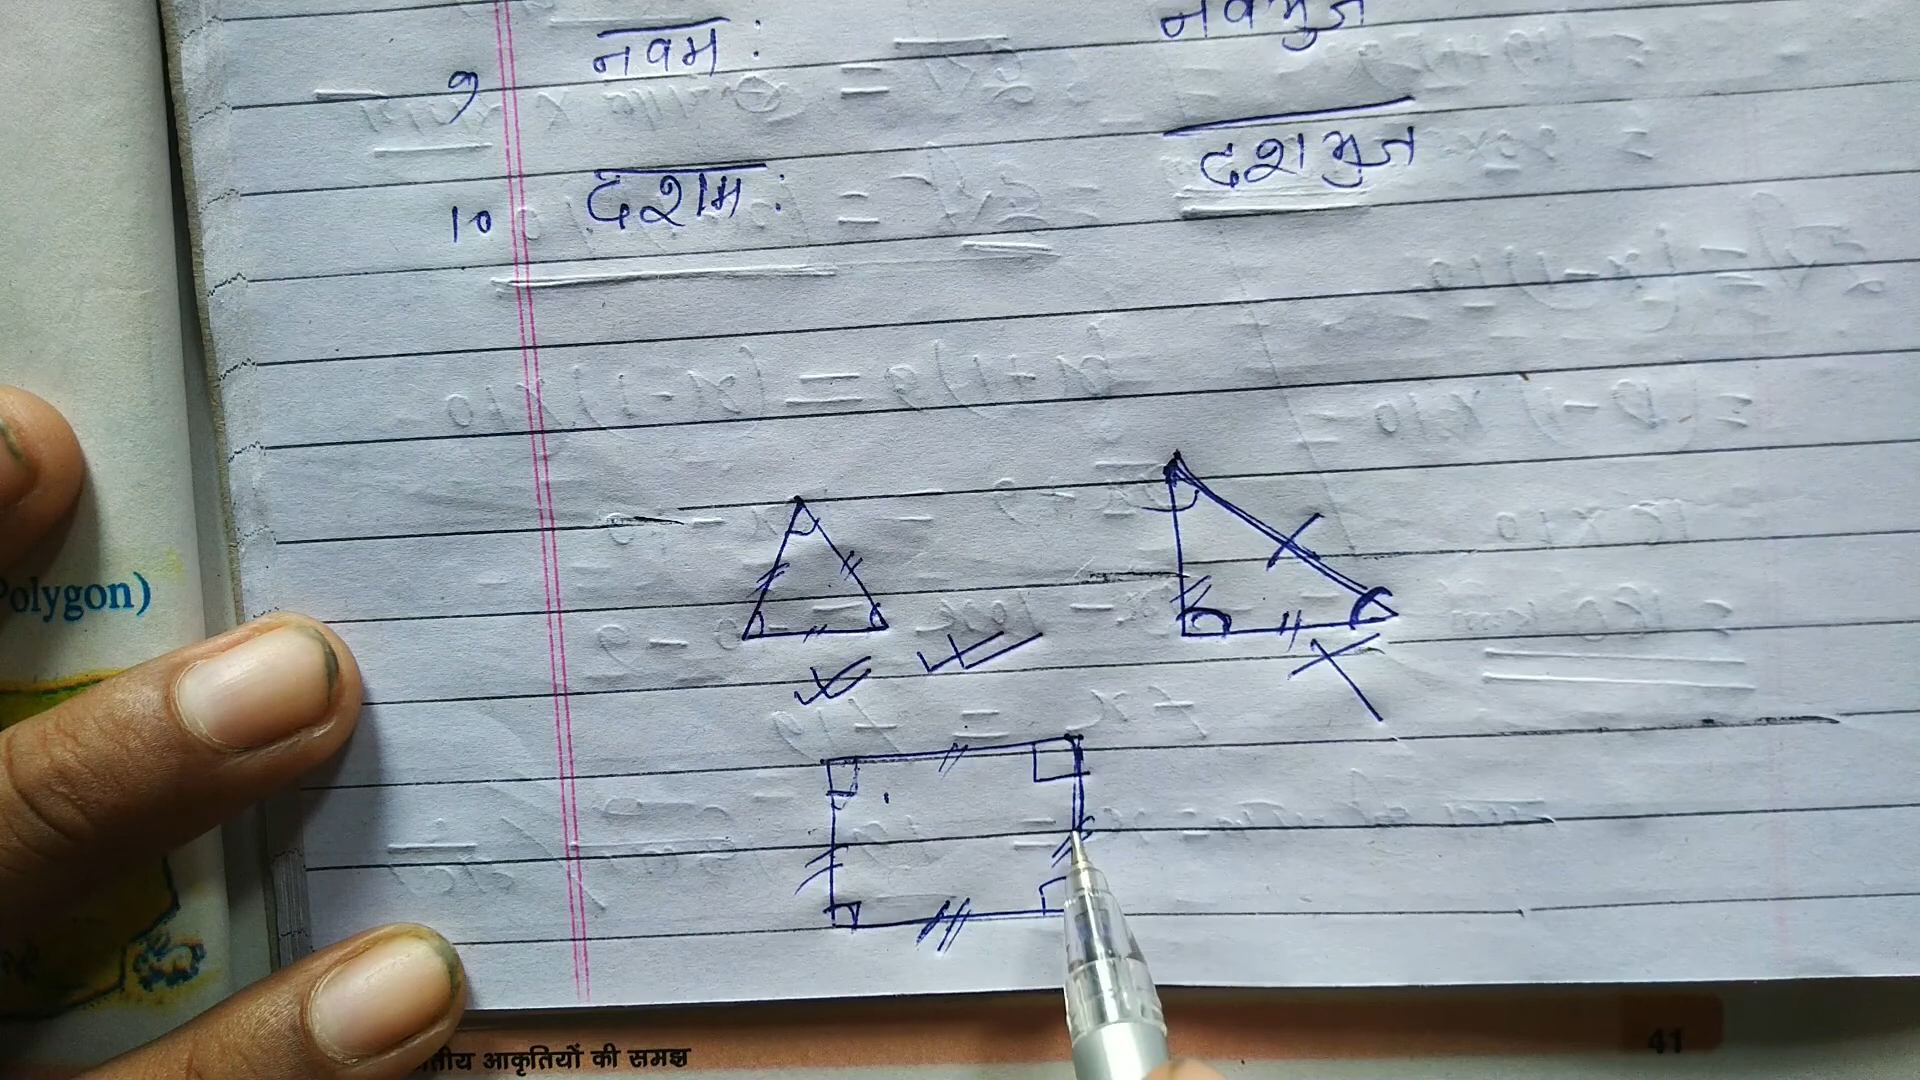 नवभुज
9 नवम :
10 दशम : दशभुज
Polygon)
आकृतियों की समझ
41